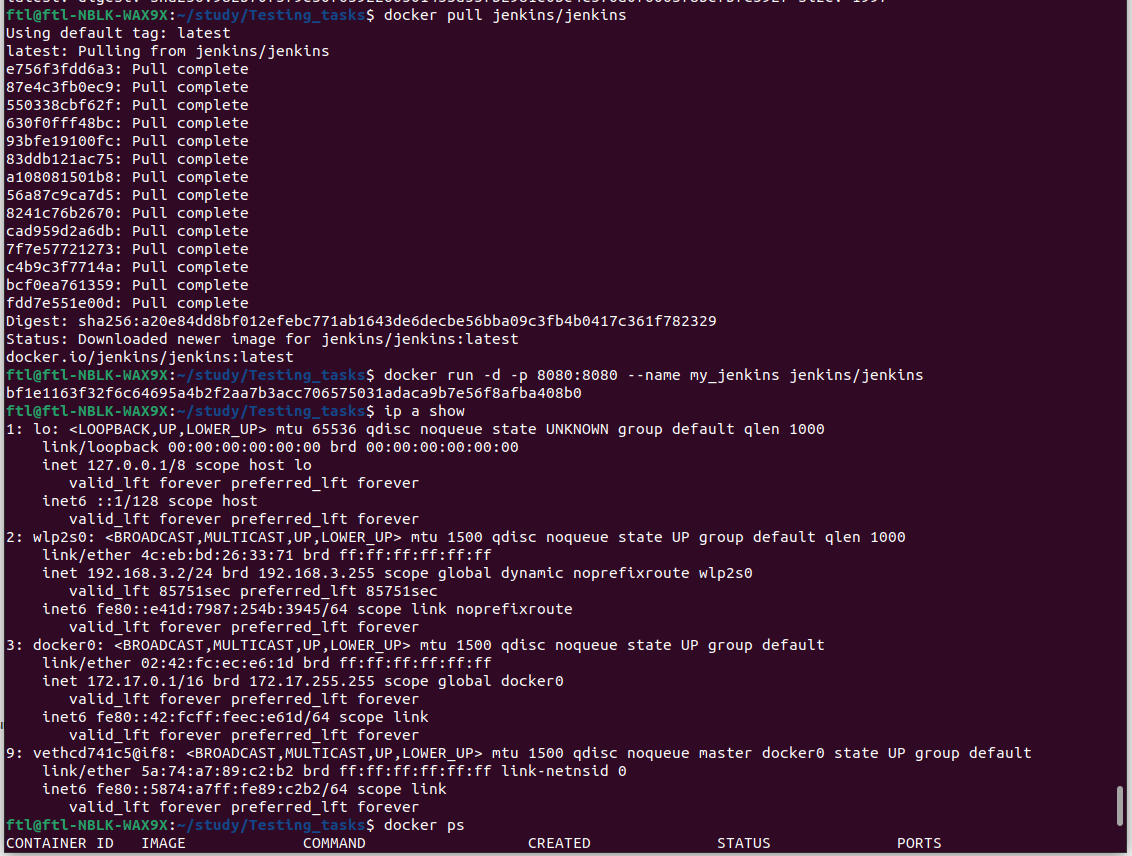 ftl@ftl-NBLK-WAX9X:~/study/Testing_tasks$ docker pull jenkins/jenkins
Using default tag: latest
latest: Pulling from jenkins/jenkins
e756f3fdd6a3: Pull complete
87e4c3fb0ec9: Pull complete
550338cbf62f: Pull complete
630f0fff48bc: Pull complete
93bfe19100fc: Pull complete
83ddb121ac75: Pull complete
a108081501b8: Pull complete
56a87c9ca7d5: Pull complete
8241c76b2670: Pull complete
cad959d2a6db: Pull complete
7f7e57721273: Pull complete
c4b9c3f7714a: Pull complete
bcf0ea761359: Pull complete
fdd7e551e00d: Pull complete
Digest: sha256:a20e84dd8bf012efebc771ab1643de6decbe56bba09c3fb4b0417c361f782329
Status: Downloaded newer image for jenkins/jenkins:latest
docker.io/jenkins/jenkins:latest
ftl@ftl-NBLK-WAX9X:~/study/Testing_tasks$ docker run -d -p 8080:8080 --name my_jenkins jenkins/jenkins
bf1e1163f32f6c64695a4b2f2aa7b3acc706575031adaca9b7e56f8afba408b0
ftl@ftl-NBLK-WAX9X:~/study/Testing_tasks$ ip a show
1: lo: <LOOPBACK,UP,LOWER_UP> mtu 65536 qdisc noqueue state UNKNOWN group default qlen 1000
    link/loopback 00:00:00:00:00:00 brd 00:00:00:00:00:00
    inet 127.0.0.1/8 scope host lo
       valid_lft forever preferred_lft forever
    inet6 ::1/128 scope host
       valid_lft forever preferred_lft forever
2: wlp2s0: <BROADCAST,MULTICAST,UP,LOWER_UP> mtu 1500 qdisc noqueue state UP group default qlen 1000
    link/ether 4c:eb:bd:26:33:71 brd ff:ff:ff:ff:ff:ff
    inet 192.168.3.2/24 brd 192.168.3.255 scope global dynamic noprefixroute wlp2s0
       valid_lft 85751sec preferred_lft 85751sec
    inet6 fe80::e41d:7987:254b:3945/64 scope link noprefixroute
       valid_lft forever preferred_lft forever
3: docker0: <BROADCAST,MULTICAST,UP,LOWER_UP> mtu 1500 qdisc noqueue state UP group default
    link/ether 02:42:fc:ec:e6:1d brd ff:ff:ff:ff:ff:ff
    inet 172.17.0.1/16 brd 172.17.255.255 scope global docker0
       valid_lft forever preferred_lft forever
    inet6 fe80::42:fcff:feec:e61d/64 scope link
       valid_lft forever preferred_lft forever
9: vethcd741c5@if8: <BROADCAST,MULTICAST,UP,LOWER_UP> mtu 1500 qdisc noqueue master docker0 state UP group default
    link/ether 5a:74:a7:89:c2:b2 brd ff:ff:ff:ff:ff:ff link-netnsid 0
    inet6 fe80::5874:a7ff:fe89:c2b2/64 scope link
       valid_lft forever preferred_lft forever
ftl@ftl-NBLK-WAX9X:~/study/Testing_tasks$ docker ps
CONTAINER ID   IMAGE             COMMAND                  CREATED              STATUS              PORTS